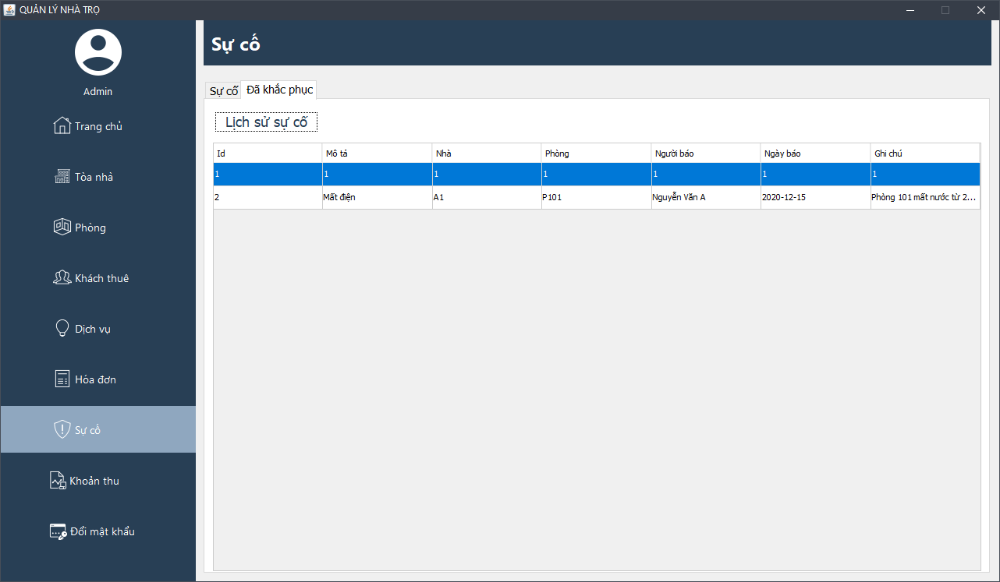 QUẢN LÝ NHÀ TRỌ
Admin
Trang chủ
Tòa nhà
Phòng
Khách thuê
Dịch vụ
Hóa đơn
Sự cố
Khoản thu
Đổi mật khẩu
Sự cố
Sự cố Đã khắc phục
Lịch sử sự cố
Id Mô tả Nhà Phòng Người báo Ngày báo Ghi chú
1 1 1 1 1 1 1
2 Mất điện A1 P101 Nguyễn Văn A 2020-12-15 Phòng 101 mất nước từ 2...